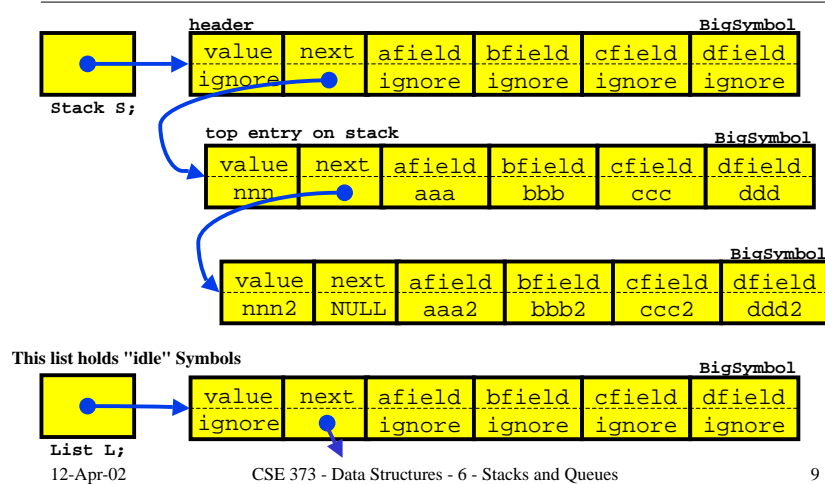 header BigSymbol
value next afield bfield cfield dfield
ignore ignore ignore ignore ignore
Stack S;
top entry on stack BigSymbol
value next afield bfield cfield dfield
nnn aaa bbb ccc ddd
BigSymbol
value next afield bfield cfield dfield
nnn2 NULL aaa2 bbb2 ccc2 ddd2
This list holds "idle" Symbols BigSymbol
value next afield bfield cfield dfield
ignore ignore ignore ignore ignore
List L;
12-Apr-02 CSE 373 - Data Structures - 6 - Stacks and Queues 9